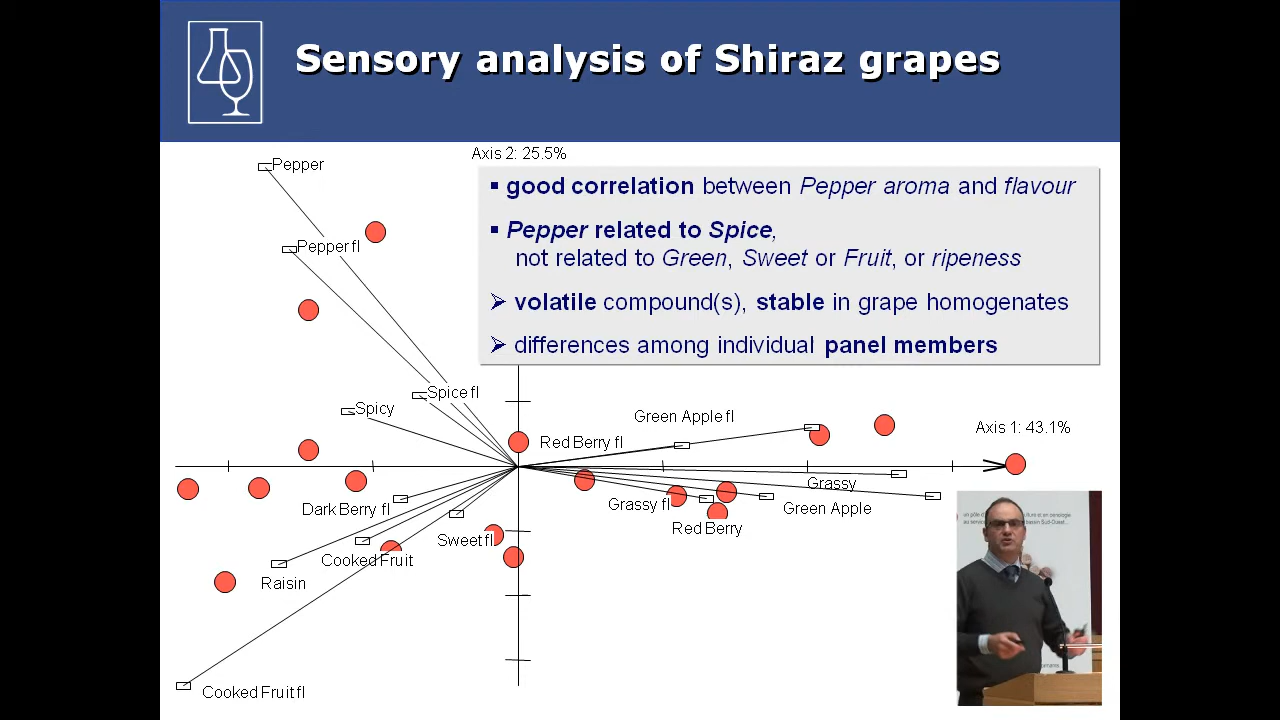 Sensory analysis of Shiraz grapes
Axis 2: 25.5%
Pepper
▪ good correlation between Pepper aroma and flavour
▪ Pepper related to Spice,
not related to Green, Sweet or Fruit, or ripeness
➢ volatile compound(s), stable in grape homogenates
➢ differences among individual panel members
Pepper fl
Spice fl
Spicy
Green Apple fl
Red Berry fl
Axis 1: 43.1%
Grassy
Dark Berry fl
Grassy fl
Green Apple
Red Berry
Sweet fl
Cooked Fruit
Raisin
Cooked Fruit fl